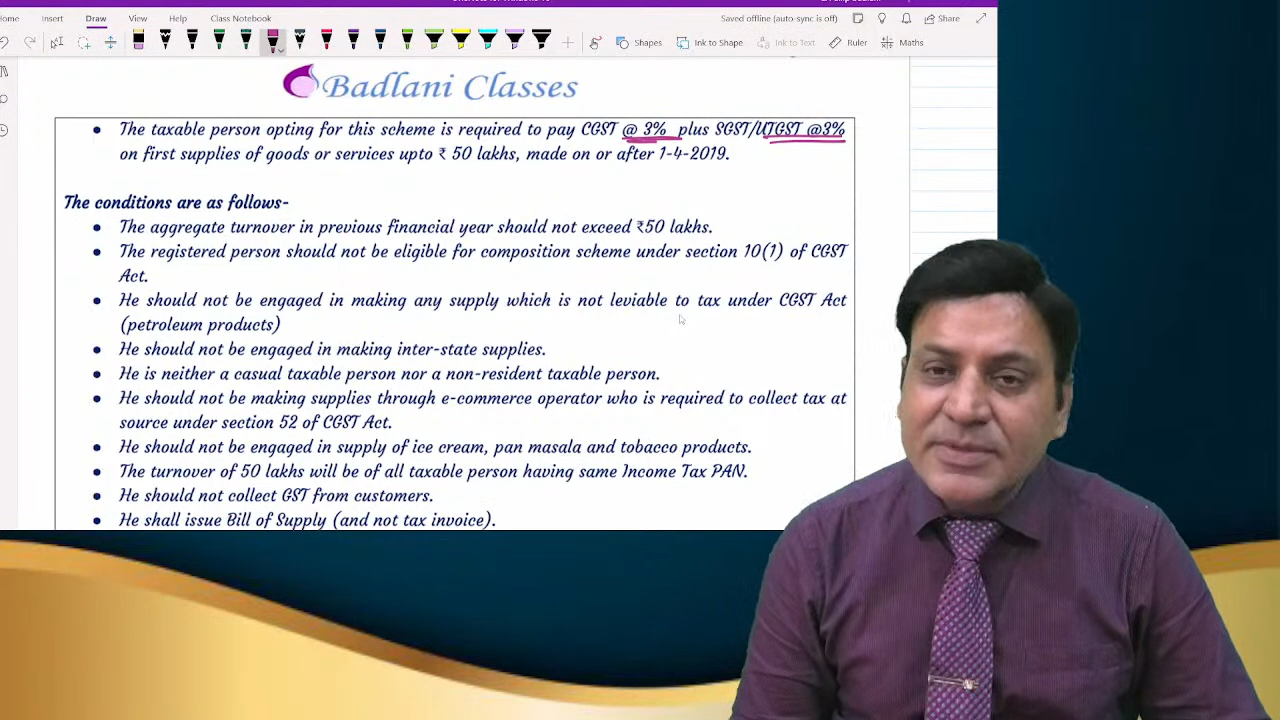 Home Insert Draw View Help Class Notebook Saved offline (auto-sync is off) Share
Shapes Ink to Shape Ink to Text Ruler Maths
Badlani Classes
• The taxable person opting for this scheme is required to pay CGST @ 3% plus SGST/UTGST @3%
on first supplies of goods or services upto ₹ 50 lakhs, made on or after 1-4-2019.
The conditions are as follows-
• The aggregate turnover in previous financial year should not exceed ₹50 lakhs.
• The registered person should not be eligible for composition scheme under section 10(1) of CGST
Act.
• He should not be engaged in making any supply which is not leviable to tax under CGST Act
(petroleum products)
• He should not be engaged in making inter-state supplies.
• He is neither a casual taxable person nor a non-resident taxable person.
• He should not be making supplies through e-commerce operator who is required to collect tax at
source under section 52 of CGST Act.
• He should not be engaged in supply of ice cream, pan masala and tobacco products.
• The turnover of 50 lakhs will be of all taxable person having same Income Tax PAN.
• He should not collect GST from customers.
• He shall issue Bill of Supply (and not tax invoice).